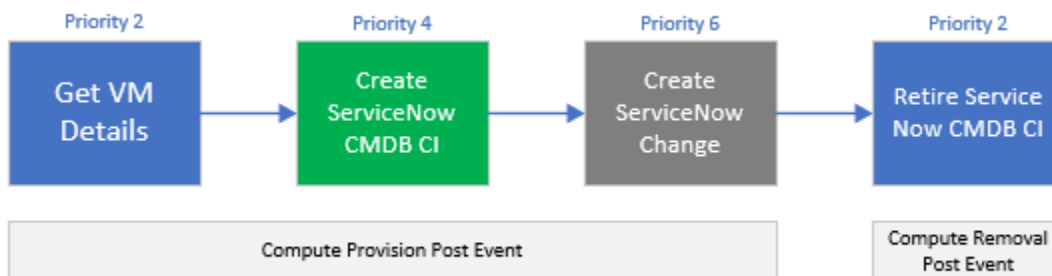 Priority 2
Priority 4
Priority 6
Priority 2
Get VM
Details
Create
ServiceNow
CMDB CI
Create
ServiceNow
Change
Retire Service
Now CMDB CI
Compute Provision Post Event
Compute Removal
Post Event